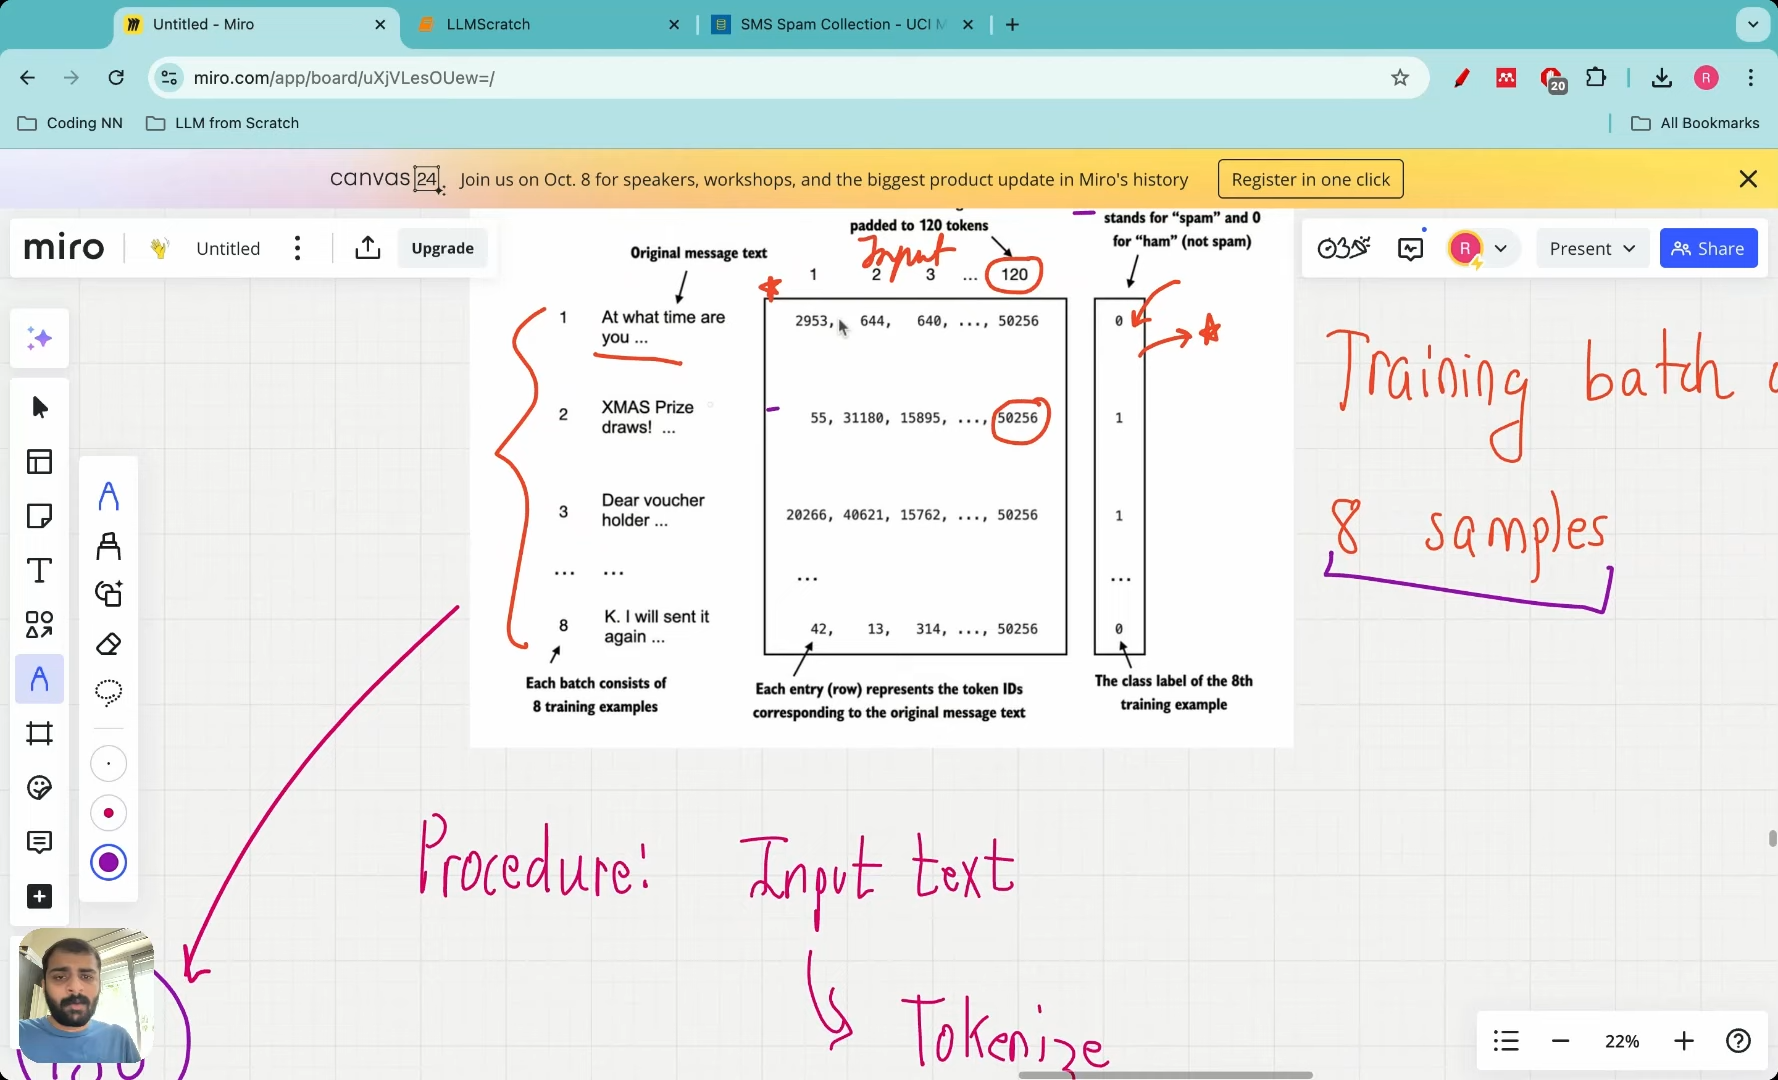 Untitled - Miro
LLMScratch
SMS Spam Collection - UCI M
miro.com/app/board/uXjVLesOUew=/
20
R
Coding NN
LLM from Scratch
All Bookmarks
canvas 24 Join us on Oct. 8 for speakers, workshops, and the biggest product update in Miro's history
Register in one click
miro
Untitled
Upgrade
R
Present
Share
padded to 120 tokens
stands for "spam" and 0
for "ham" (not spam)
Original message text
Input
1 2 3 ... 120
1 At what time are
you ...
2953, 644, 640, ..., 50256
0
2 XMAS Prize
draws! ...
55, 31180, 15895, ..., 50256
1
3 Dear voucher
holder ...
20266, 40621, 15762, ..., 50256
1
... ...
...
...
8 K. I will sent it
again ...
42, 13, 314, ..., 50256
0
Each batch consists of
8 training examples
Each entry (row) represents the token IDs
corresponding to the original message text
The class label of the 8th
training example
Training batch
8 samples
Procedure: Input text
Tokenize
22%